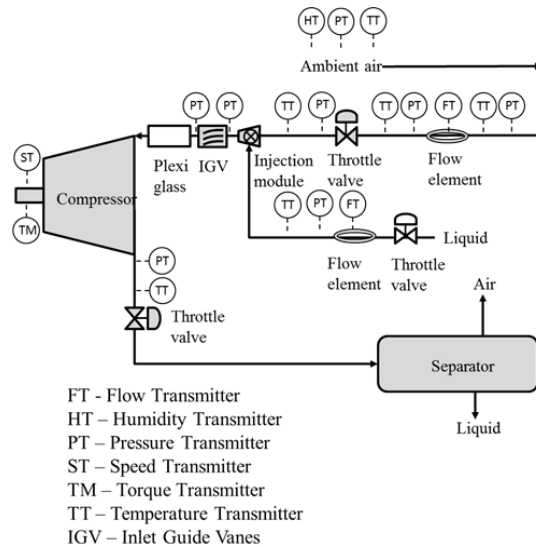 HT PT TT
Ambient air
PT PT TT PT TT PT FT TT PT
Plexi glass
IGV
Injection module
Throttle valve
Flow element
ST
Compressor
TM
TT PT FT
Liquid
Flow element
Throttle valve
PT
TT
Throttle valve
Air
Separator
Liquid
FT - Flow Transmitter
HT – Humidity Transmitter
PT – Pressure Transmitter
ST – Speed Transmitter
TM – Torque Transmitter
TT – Temperature Transmitter
IGV – Inlet Guide Vanes